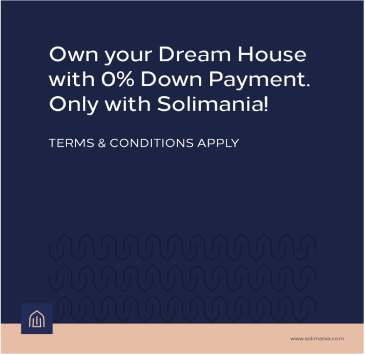 Own your Dream House
with 0% Down Payment.
Only with Solimania!
TERMS & CONDITIONS APPLY
www.solimania.com